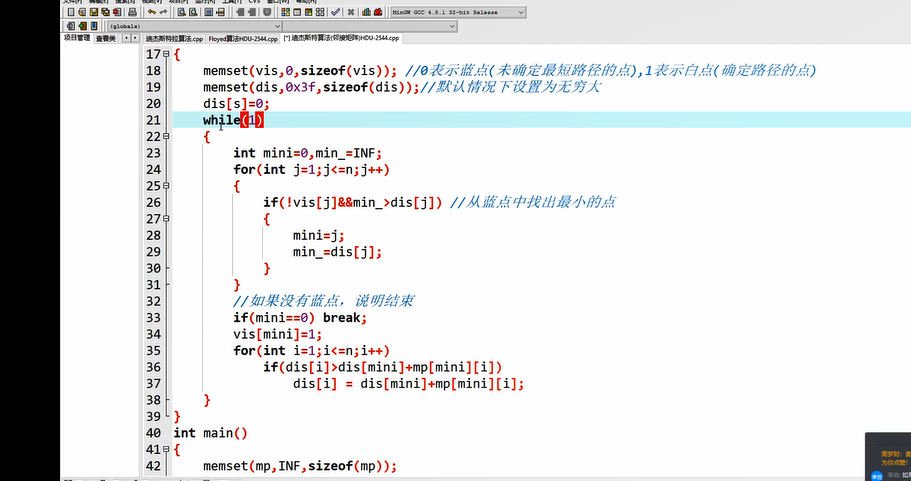 MinGW GCC 4.8.1 32-bit Release
(globals)
项目管理 查看类 迪杰斯特拉算法.cpp Floyed算法HDU-2544.cpp [*] 迪杰斯特算法(邻接矩阵)HDU-2544.cpp
17 {
18 memset(vis,0,sizeof(vis)); //0表示蓝点(未确定最短路径的点),1表示白点(确定路径的点)
19 memset(dis,0x3f,sizeof(dis));//默认情况下设置为无穷大
20 dis[s]=0;
21 while(1)
22 {
23 int mini=0,min_=INF;
24 for(int j=1;j<=n;j++)
25 {
26 if(!vis[j]&&min_>dis[j]) //从蓝点中找出最小的点
27 {
28 mini=j;
29 min_=dis[j];
30 }
31 }
32 //如果没有蓝点，说明结束
33 if(mini==0) break;
34 vis[mini]=1;
35 for(int i=1;i<=n;i++)
36 if(dis[i]>dis[mini]+mp[mini][i])
37 dis[i] = dis[mini]+mp[mini][i];
38 }
39 }
40 int main()
41 {
42 memset(mp,INF,sizeof(mp));
为你点赞!